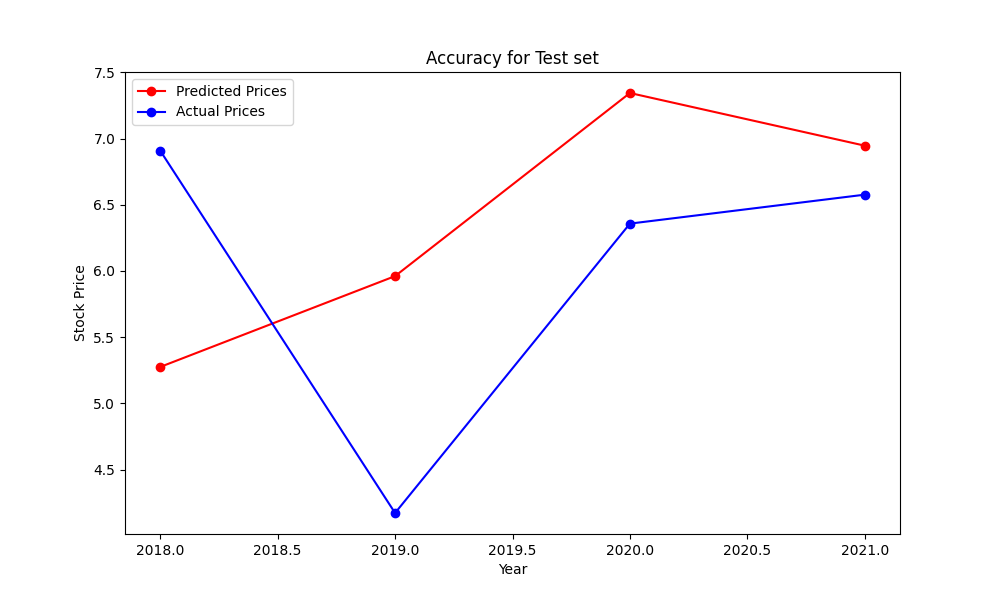 Accuracy for Test set
7.5
7.0
6.5
6.0
5.5
5.0
4.5
Stock Price
Predicted Prices
Actual Prices
2018.0 2018.5 2019.0 2019.5 2020.0 2020.5 2021.0
Year